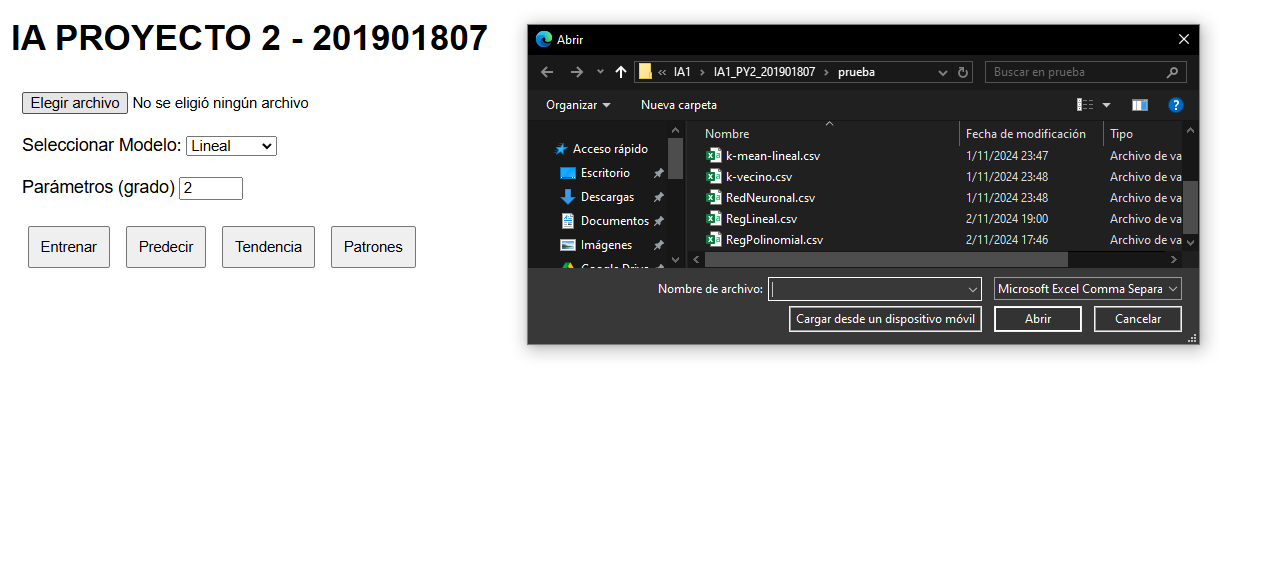 IA PROYECTO 2 - 201901807
Elegir archivo No se eligió ningún archivo
Seleccionar Modelo: Lineal
Parámetros (grado) 2
Entrenar Predecir Tendencia Patrones
Abrir
« IA1 › IA1_PY2_201901807 › prueba
Buscar en prueba
Organizar Nueva carpeta
Acceso rápido
Escritorio
Descargas
Documentos
Imágenes
Google Drive
Nombre Fecha de modificación Tipo
k-mean-lineal.csv 1/11/2024 23:47 Archivo de va
k-vecino.csv 1/11/2024 23:48 Archivo de va
RedNeuronal.csv 1/11/2024 23:48 Archivo de va
RegLineal.csv 2/11/2024 19:00 Archivo de va
RegPolinomial.csv 2/11/2024 17:46 Archivo de va
Nombre de archivo: Microsoft Excel Comma Separa
Cargar desde un dispositivo móvil Abrir Cancelar